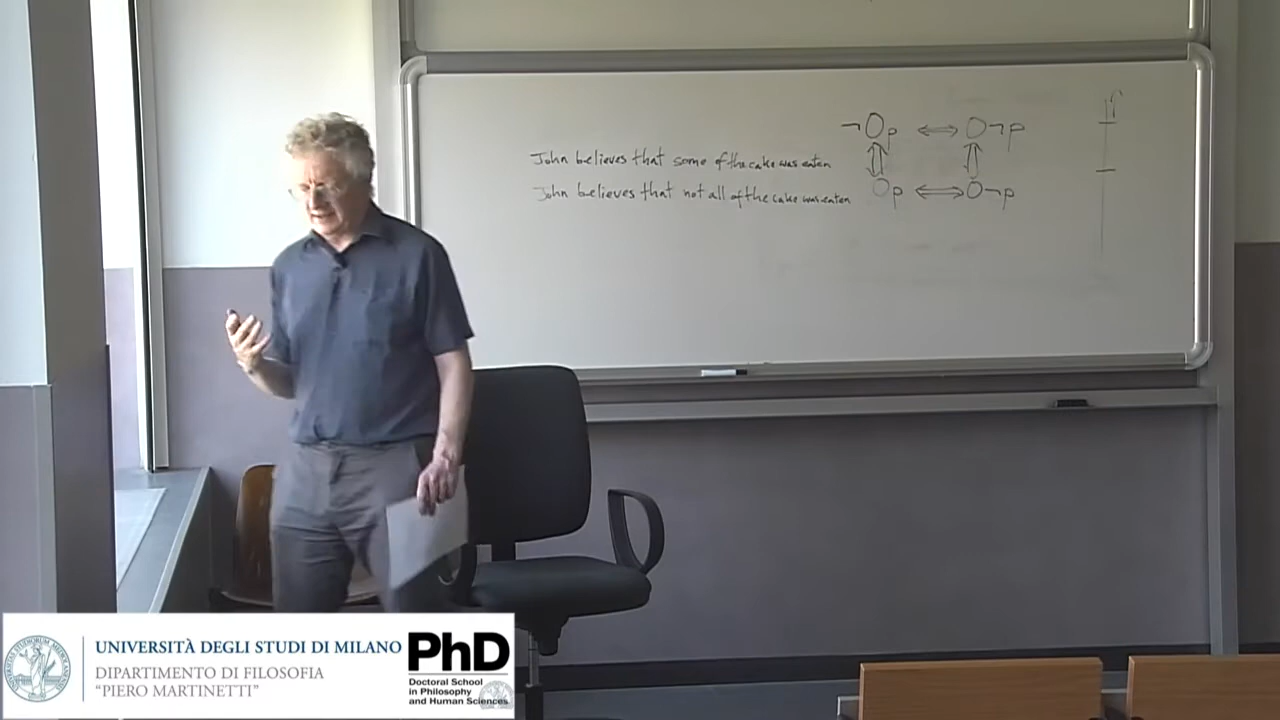 ¬Op ⟺ O¬p
John believes that some of the cake was eaten
John believes that not all of the cake was eaten
Op ⟺ O¬p
UNIVERSITÀ DEGLI STUDI DI MILANO
DIPARTIMENTO DI FILOSOFIA
"PIERO MARTINETTI"
PhD
Doctoral School
in Philosophy
and Human Sciences